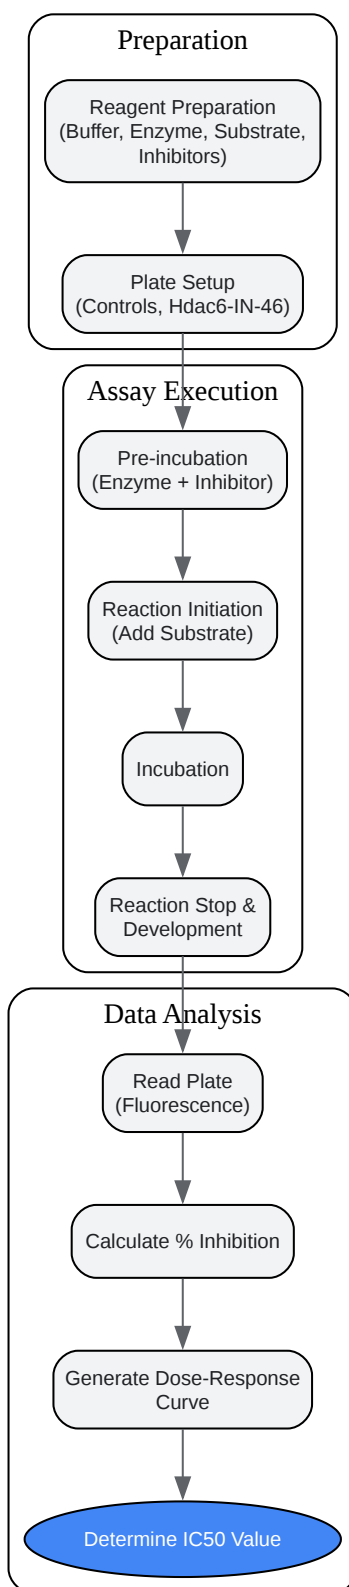 Preparation
Reagent Preparation
(Buffer, Enzyme, Substrate,
Inhibitors)
Plate Setup
(Controls, Hdac6-IN-46)
Assay Execution
Pre-incubation
(Enzyme + Inhibitor)
Reaction Initiation
(Add Substrate)
Incubation
Reaction Stop &
Development
Data Analysis
Read Plate
(Fluorescence)
Calculate % Inhibition
Generate Dose-Response
Curve
Determine IC50 Value